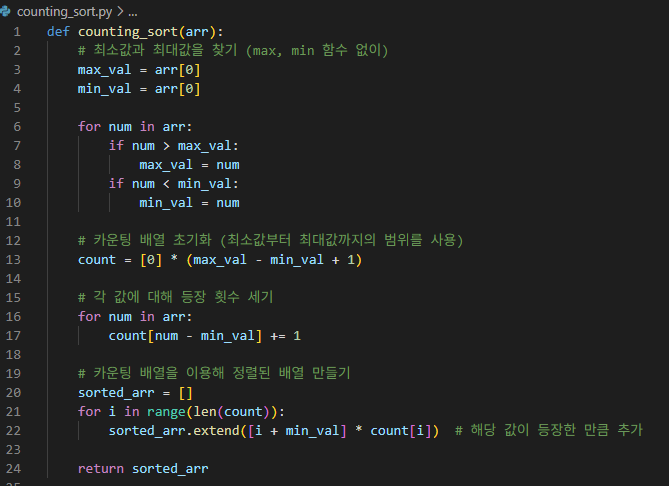 counting_sort.py > ...
1 def counting_sort(arr):
2     # 최소값과 최대값을 찾기 (max, min 함수 없이)
3     max_val = arr[0]
4     min_val = arr[0]
5
6     for num in arr:
7         if num > max_val:
8             max_val = num
9         if num < min_val:
10             min_val = num
11
12     # 카운팅 배열 초기화 (최소값부터 최대값까지의 범위를 사용)
13     count = [0] * (max_val - min_val + 1)
14
15     # 각 값에 대해 등장 횟수 세기
16     for num in arr:
17         count[num - min_val] += 1
18
19     # 카운팅 배열을 이용해 정렬된 배열 만들기
20     sorted_arr = []
21     for i in range(len(count)):
22         sorted_arr.extend([i + min_val] * count[i])  # 해당 값이 등장한 만큼 추가
23
24     return sorted_arr